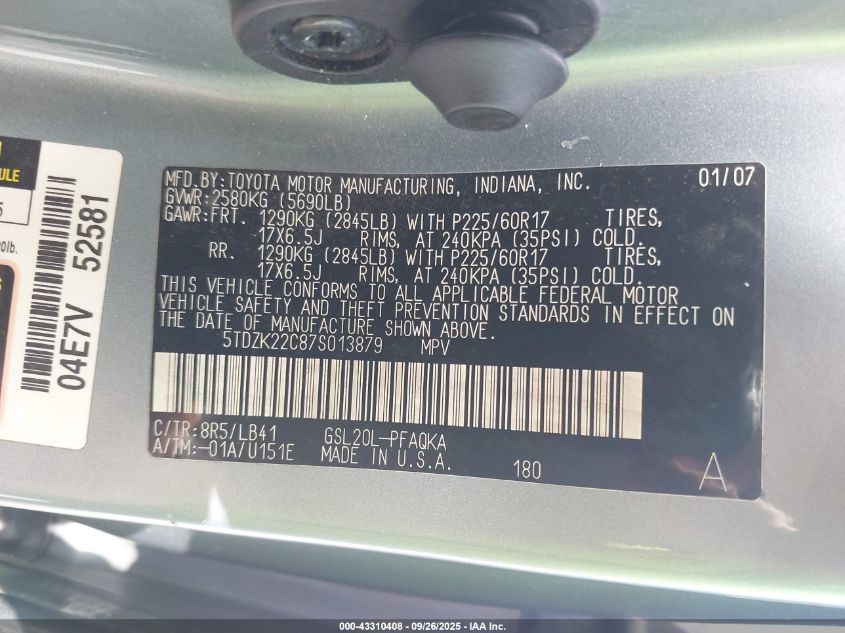 MFD.BY:TOYOTA MOTOR MANUFACTURING, INDIANA, INC. 01/07
GVWR:2580KG (5690LB)
GAWR:FRT. 1290KG (2845LB) WITH P225/60R17 TIRES,
17X6.5J RIMS, AT 240KPA (35PSI) COLD.
RR. 1290KG (2845LB) WITH P225/60R17 TIRES,
17X6.5J RIMS, AT 240KPA (35PSI) COLD.
THIS VEHICLE CONFORMS TO ALL APPLICABLE FEDERAL MOTOR
VEHICLE SAFETY AND THEFT PREVENTION STANDARDS IN EFFECT ON
THE DATE OF MANUFACTURE SHOWN ABOVE.
5TDZK22C87S013879 MPV
C/TR:8R5/LB41 GSL20L-PFAQKA
A/TM:-01A/U151E MADE IN U.S.A. 180 A
04E7V 52581
000-43310408 - 09/26/2025 - IAA Inc.